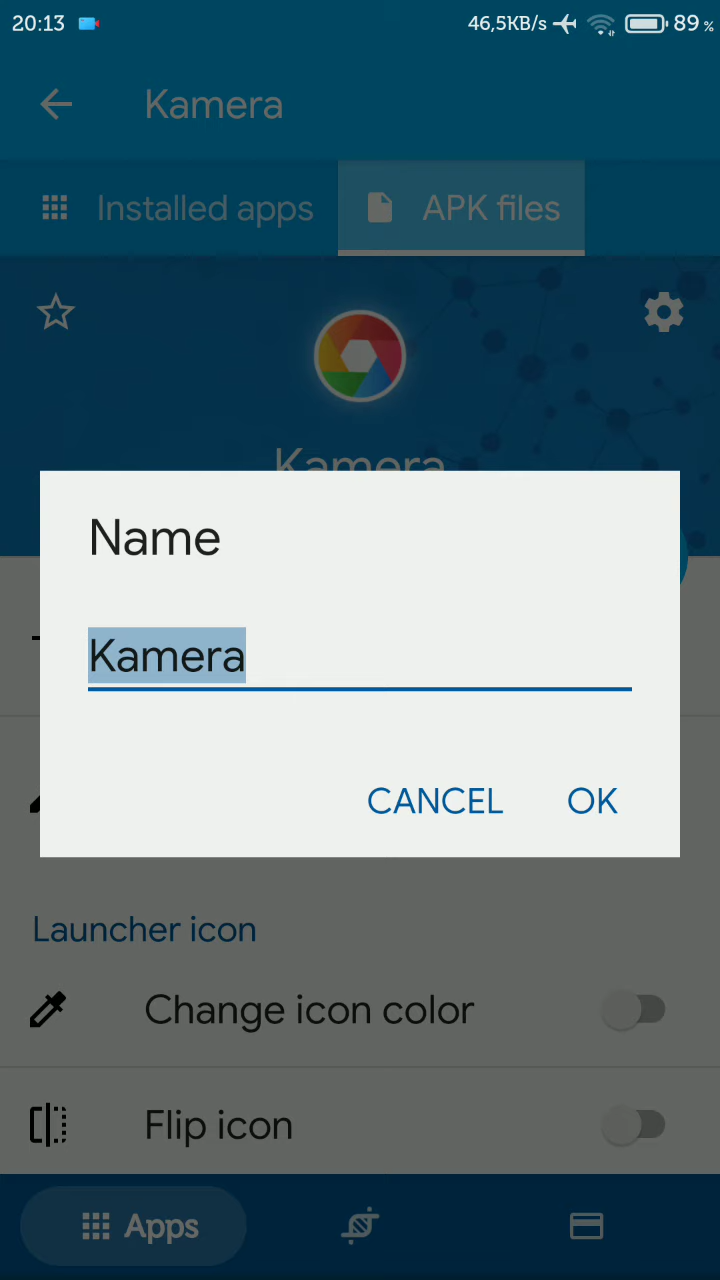 20:13 46,5KB/s 89 %
Kamera
Installed apps APK files
Kamera
Name
Kamera
CANCEL OK
Launcher icon
Change icon color
Flip icon
Apps